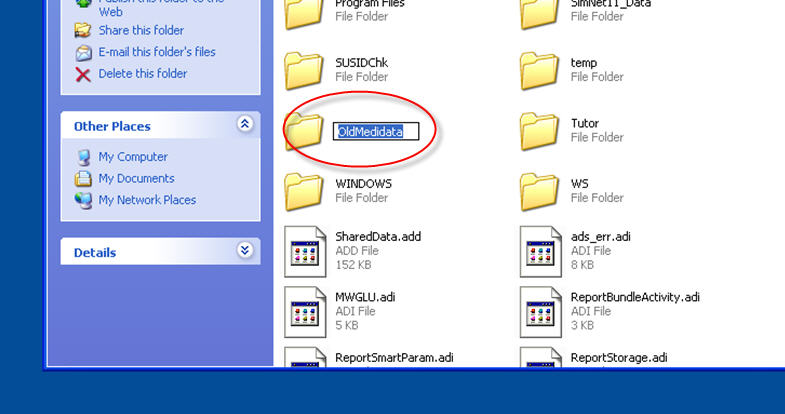 Publish this folder to the
Web
Share this folder
E-mail this folder's files
Delete this folder
Other Places
My Computer
My Documents
My Network Places
Details
Program Files
File Folder
SimNet11_Data
File Folder
SUSIDChk
File Folder
temp
File Folder
OldMedidata
Tutor
File Folder
WINDOWS
File Folder
WS
File Folder
SharedData.add
ADD File
152 KB
ads_err.adi
ADI File
8 KB
MWGLU.adi
ADI File
5 KB
ReportBundleActivity.adi
ADI File
3 KB
ReportSmartParam.adi
ReportStorage.adi